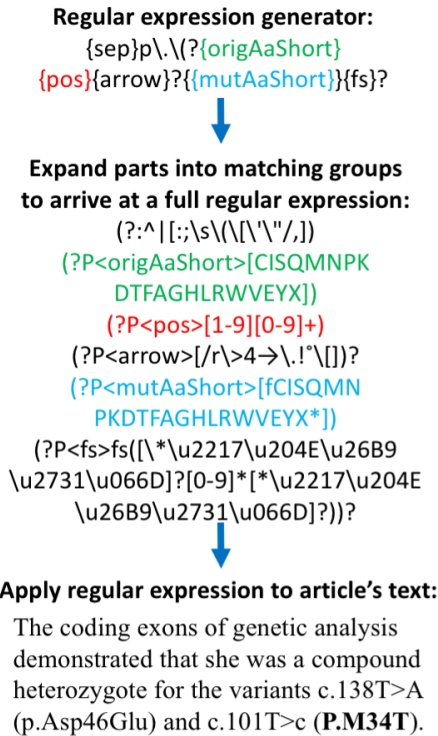 Regular expression generator:
{sep}p\.\(?{origAaShort}
{pos}{arrow}?{{mutAaShort}}{fs}?
Expand parts into matching groups
to arrive at a full regular expression:
(?:^|[:;\s\(\[\'\"/,])
(?P<origAaShort>[CISQMNPK
DTFAGHLRWVEYX])
(?P<pos>[1-9][0-9]+)
(?P<arrow>[/r\>4→\.!˚\[])?
(?P<mutAaShort>[fCISQMN
PKDTFAGHLRWVEYX*])
(?P<fs>fs([\*\u2217\u204E\u26B9
\u2731\u066D]?[0-9]*[*\u2217\u204E
\u26B9\u2731\u066D]?))?
Apply regular expression to article's text:
The coding exons of genetic analysis
demonstrated that she was a compound
heterozygote for the variants c.138T>A
(p.Asp46Glu) and c.101T>c (P.M34T).